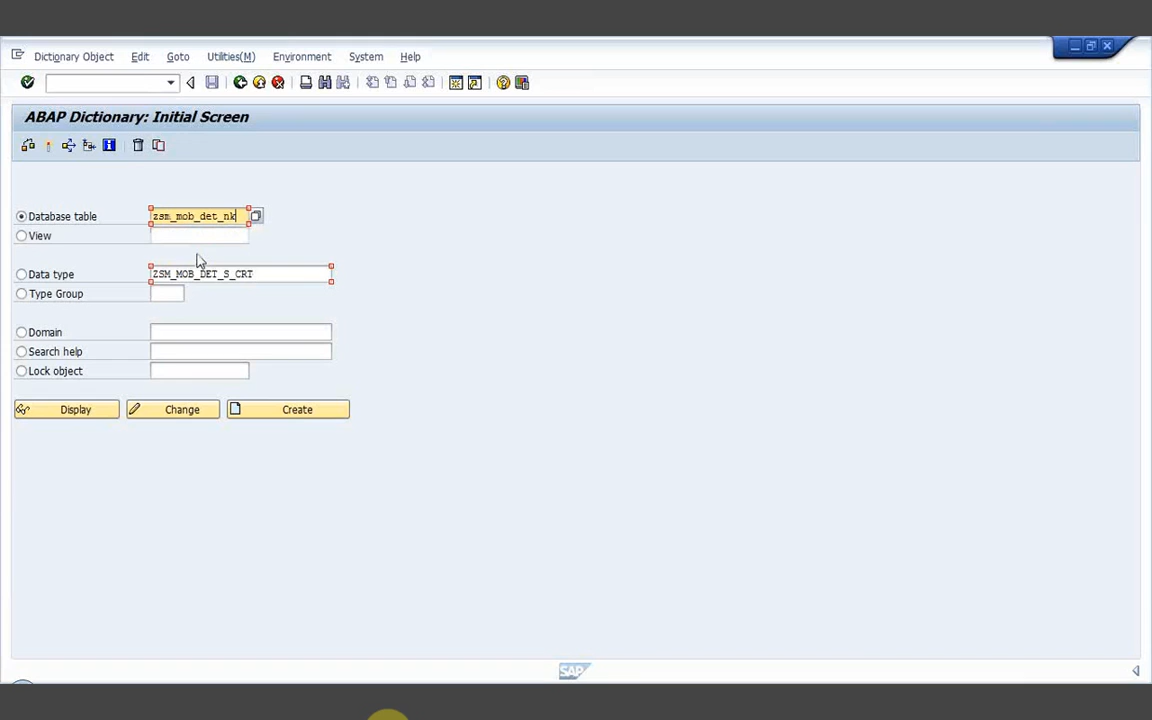 Dictionary Object Edit Goto Utilities(M) Environment System Help
ABAP Dictionary: Initial Screen
Database table zsm_mob_det_nk
View
Data type ZSM_MOB_DET_S_CRT
Type Group
Domain
Search help
Lock object
Display Change Create
SAP